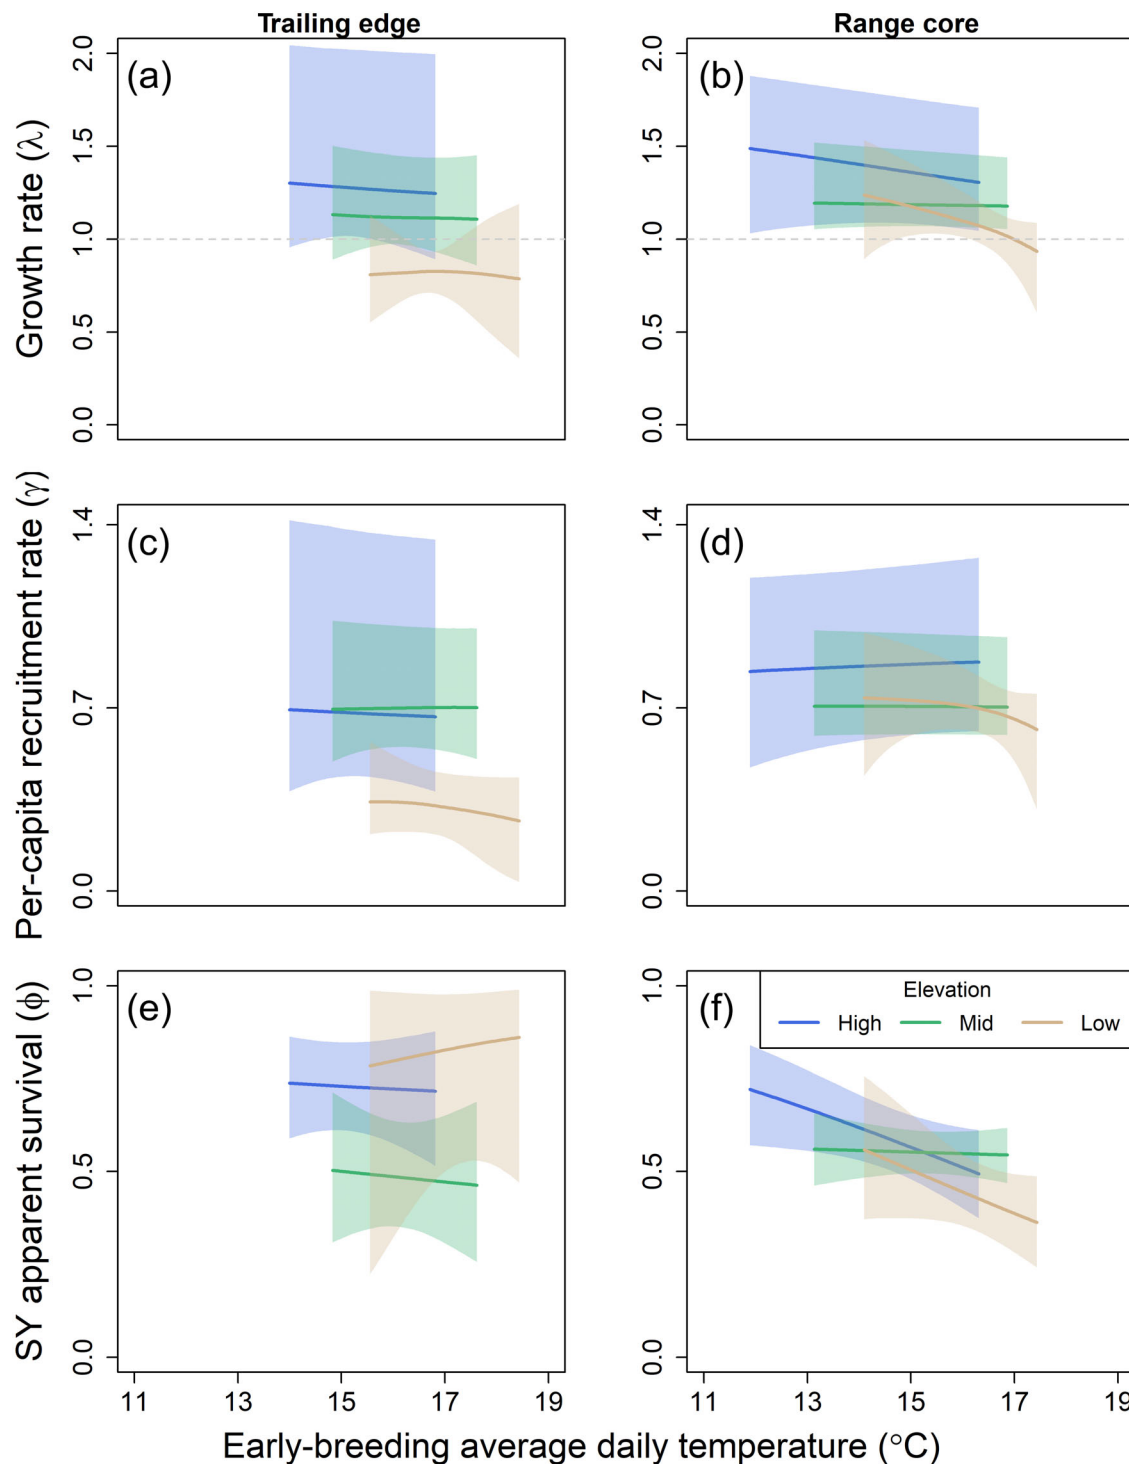 Trailing edge
Range core
Growth rate (λ)
(a)
2.0
1.5
1.0
0.5
0.0
(b)
2.0
1.5
1.0
0.5
0.0
Per-capita recruitment rate (γ)
(c)
1.4
0.7
0.0
(d)
1.4
0.7
0.0
SY apparent survival (ϕ)
(e)
1.0
0.5
0.0
(f)
1.0
0.5
0.0
Elevation
High Mid Low
11 13 15 17 19
11 13 15 17 19
Early-breeding average daily temperature (°C)